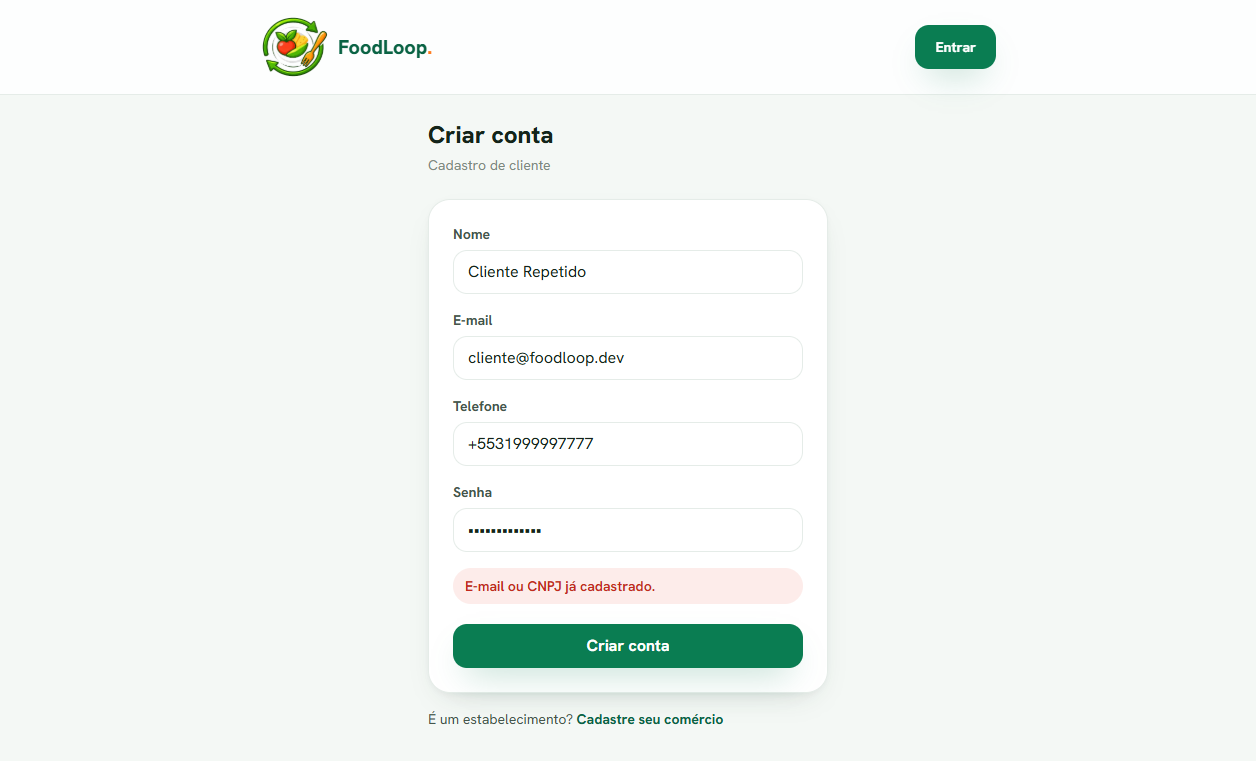 FoodLoop.
Entrar
Criar conta
Cadastro de cliente
Nome
Cliente Repetido
E-mail
cliente@foodloop.dev
Telefone
+5531999997777
Senha
•••••••••••••
E-mail ou CNPJ já cadastrado.
Criar conta
É um estabelecimento? Cadastre seu comércio